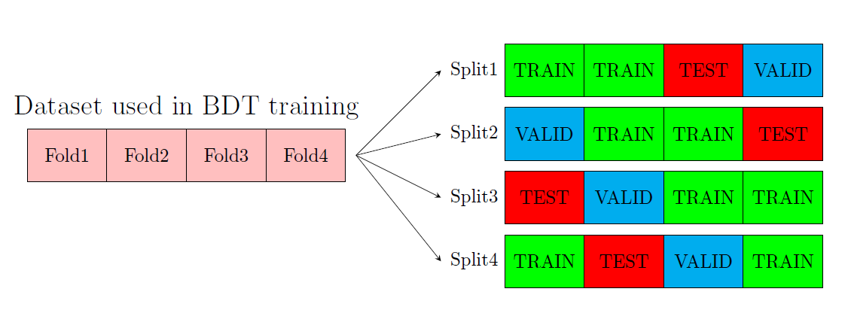 Dataset used in BDT training
Fold1 Fold2 Fold3 Fold4
Split1 TRAIN TRAIN TEST VALID
Split2 VALID TRAIN TRAIN TEST
Split3 TEST VALID TRAIN TRAIN
Split4 TRAIN TEST VALID TRAIN